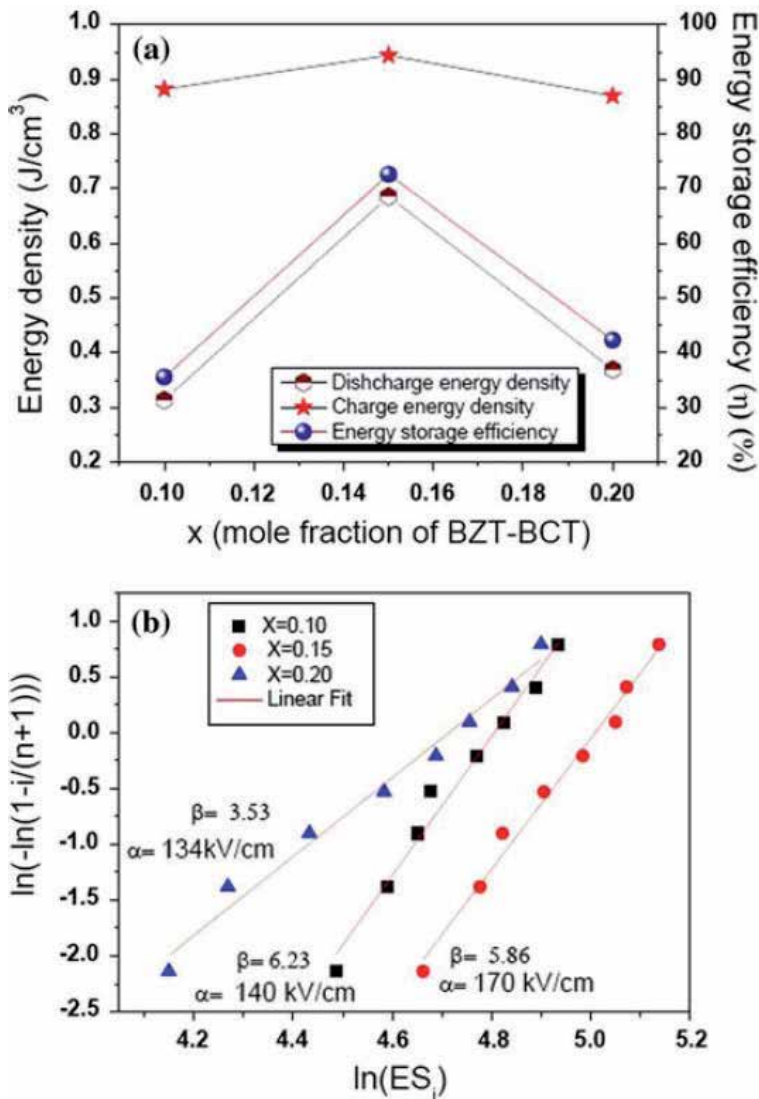 (a)
Energy density (J/cm³)
1.0
0.9
0.8
0.7
0.6
0.5
0.4
0.3
0.2
100
90
80
70
60
50
40
30
20
Energy storage efficiency (η) (%)
Dishcharge energy density
Charge energy density
Energy storage efficiency
0.10 0.12 0.14 0.16 0.18 0.20
x (mole fraction of BZT-BCT)
(b)
ln(-ln(1-i/(n+1)))
1.0
0.5
0.0
-0.5
-1.0
-1.5
-2.0
-2.5
X=0.10
X=0.15
X=0.20
Linear Fit
β= 3.53
α= 134kV/cm
β= 6.23
α= 140 kV/cm
β= 5.86
α= 170 kV/cm
4.2 4.4 4.6 4.8 5.0 5.2
ln(ESᵢ)